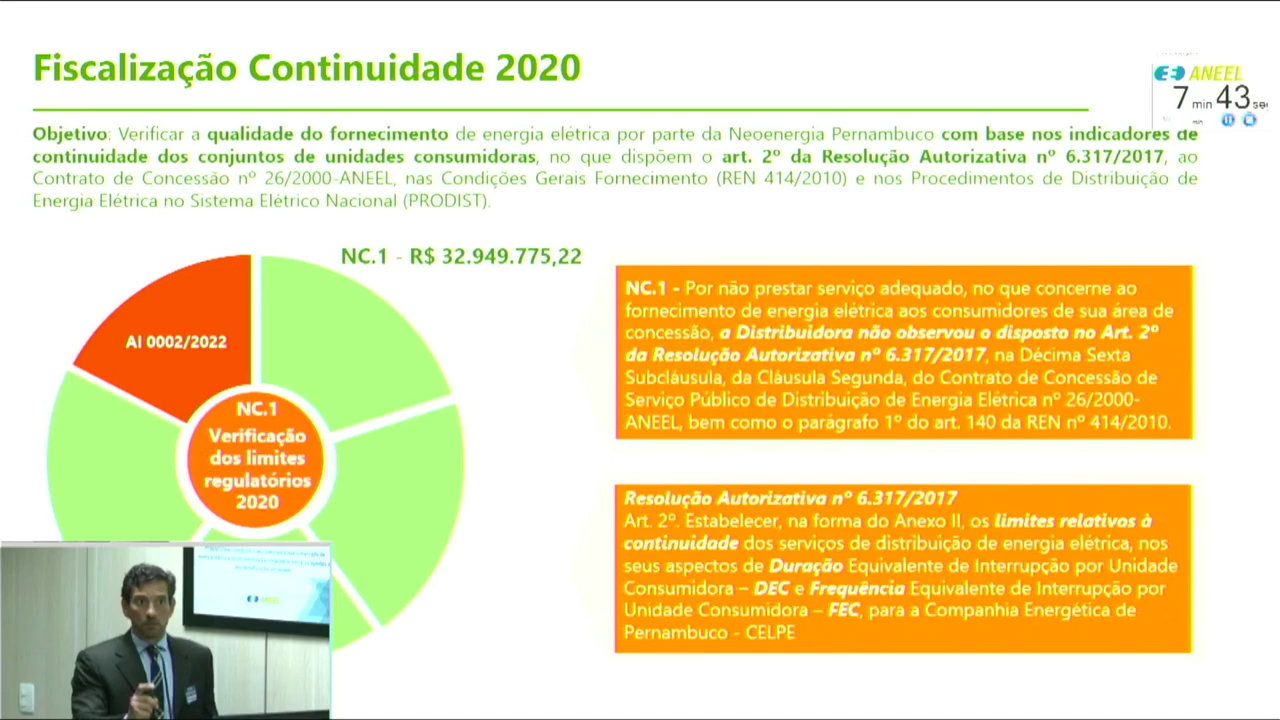 Fiscalização Continuidade 2020
ANEEL
7 min 43 seg
Objetivo: Verificar a qualidade do fornecimento de energia elétrica por parte da Neoenergia Pernambuco com base nos indicadores de
continuidade dos conjuntos de unidades consumidoras, no que dispõem o art. 2º da Resolução Autorizativa nº 6.317/2017, ao
Contrato de Concessão nº 26/2000-ANEEL, nas Condições Gerais Fornecimento (REN 414/2010) e nos Procedimentos de Distribuição de
Energia Elétrica no Sistema Elétrico Nacional (PRODIST).
NC.1 - R$ 32.949.775,22
AI 0002/2022
NC.1
Verificação
dos limites
regulatórios
2020
NC.1 - Por não prestar serviço adequado, no que concerne ao
fornecimento de energia elétrica aos consumidores de sua área de
concessão, a Distribuidora não observou o disposto no Art. 2º
da Resolução Autorizativa nº 6.317/2017, na Décima Sexta
Subcláusula, da Cláusula Segunda, do Contrato de Concessão de
Serviço Público de Distribuição de Energia Elétrica nº 26/2000-
ANEEL, bem como o parágrafo 1º do art. 140 da REN nº 414/2010.
Resolução Autorizativa nº 6.317/2017
Art. 2º. Estabelecer, na forma do Anexo II, os limites relativos à
continuidade dos serviços de distribuição de energia elétrica, nos
seus aspectos de Duração Equivalente de Interrupção por Unidade
Consumidora – DEC e Frequência Equivalente de Interrupção por
Unidade Consumidora – FEC, para a Companhia Energética de
Pernambuco - CELPE
ANEEL